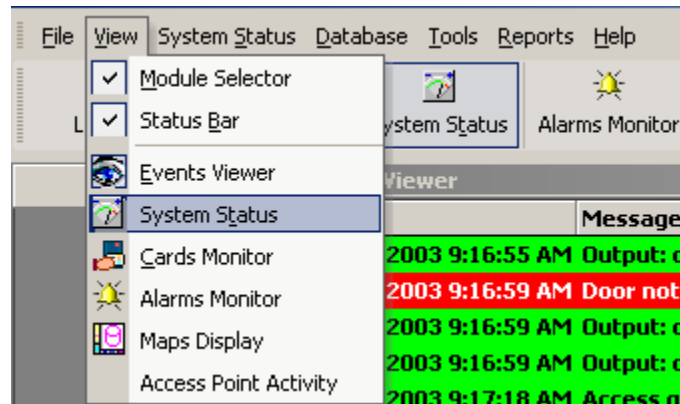 File View System Status Database Tools Reports Help
Module Selector
Status Bar
System Status Alarms Monitor
Events Viewer
Viewer
System Status
Message
Cards Monitor
2003 9:16:55 AM Output:
Alarms Monitor
2003 9:16:59 AM Door not
Maps Display
2003 9:16:59 AM Output:
2003 9:16:59 AM Output:
Access Point Activity
2003 9:17:18 AM Access